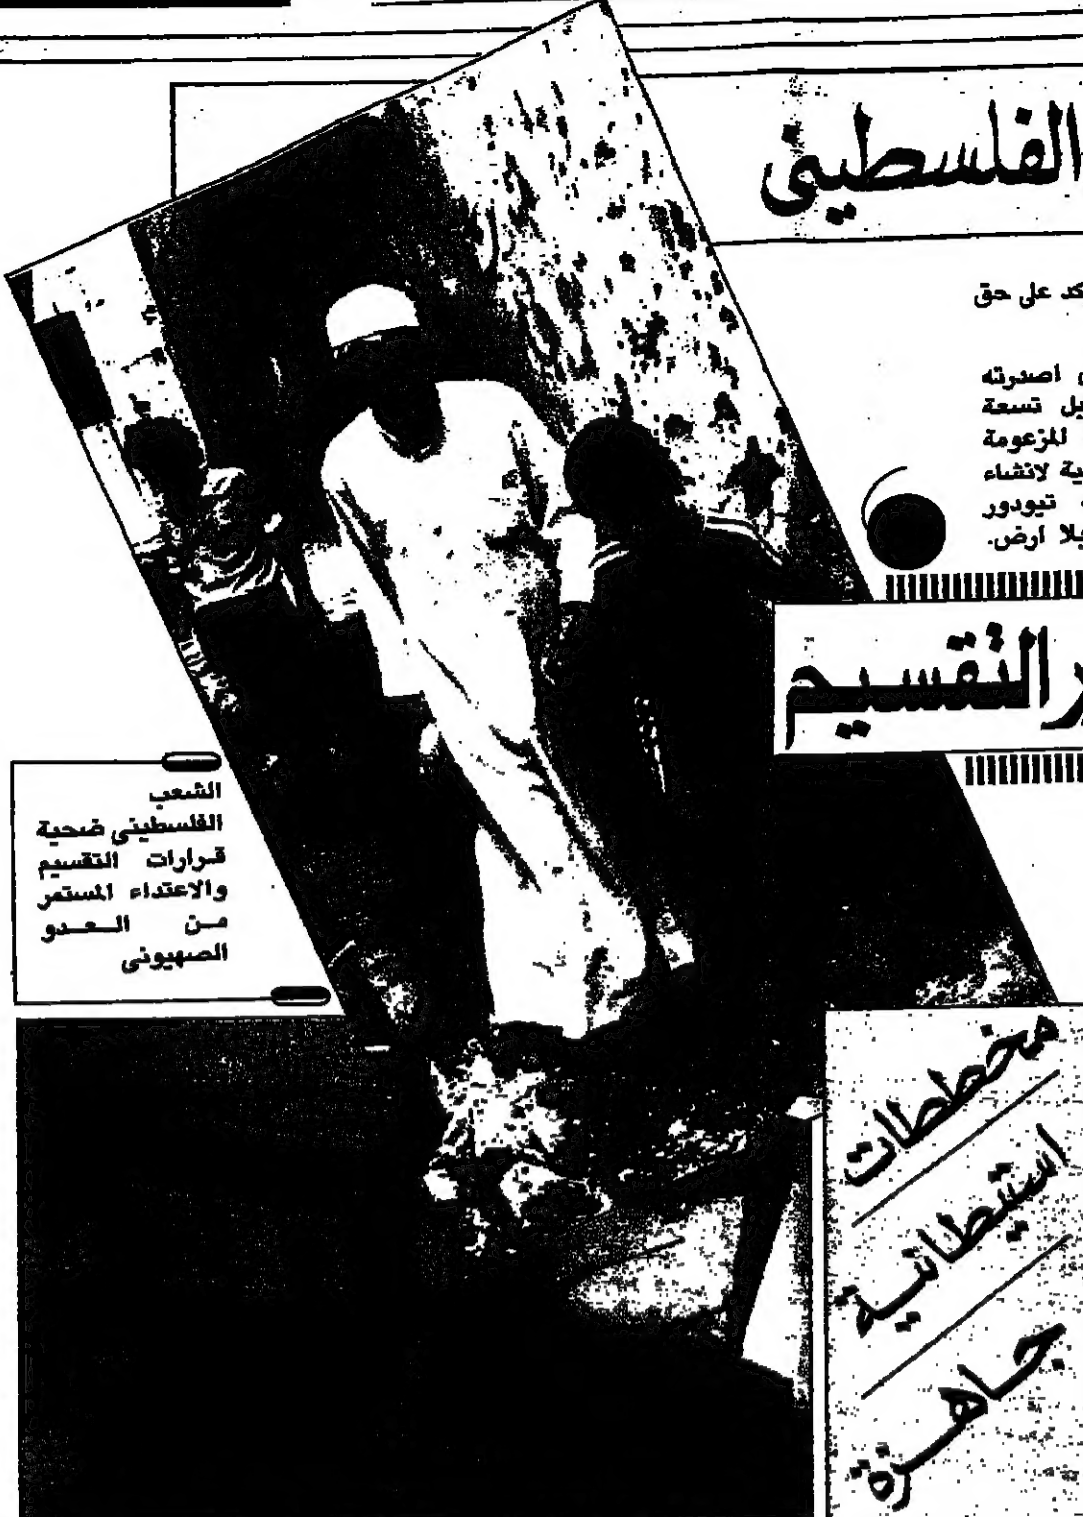 الفلسطيني
كد على حق
اصدرته
يل تسعة
المزعومة
ية لانشاء
تيودور
بلا ارض.
ر التقسيم
الشعب
الفلسطيني ضحية
قرارات التقسيم
والاعتداء المستمر
من العدو
الصهيوني
مخططات
استيطانية
جاهزة